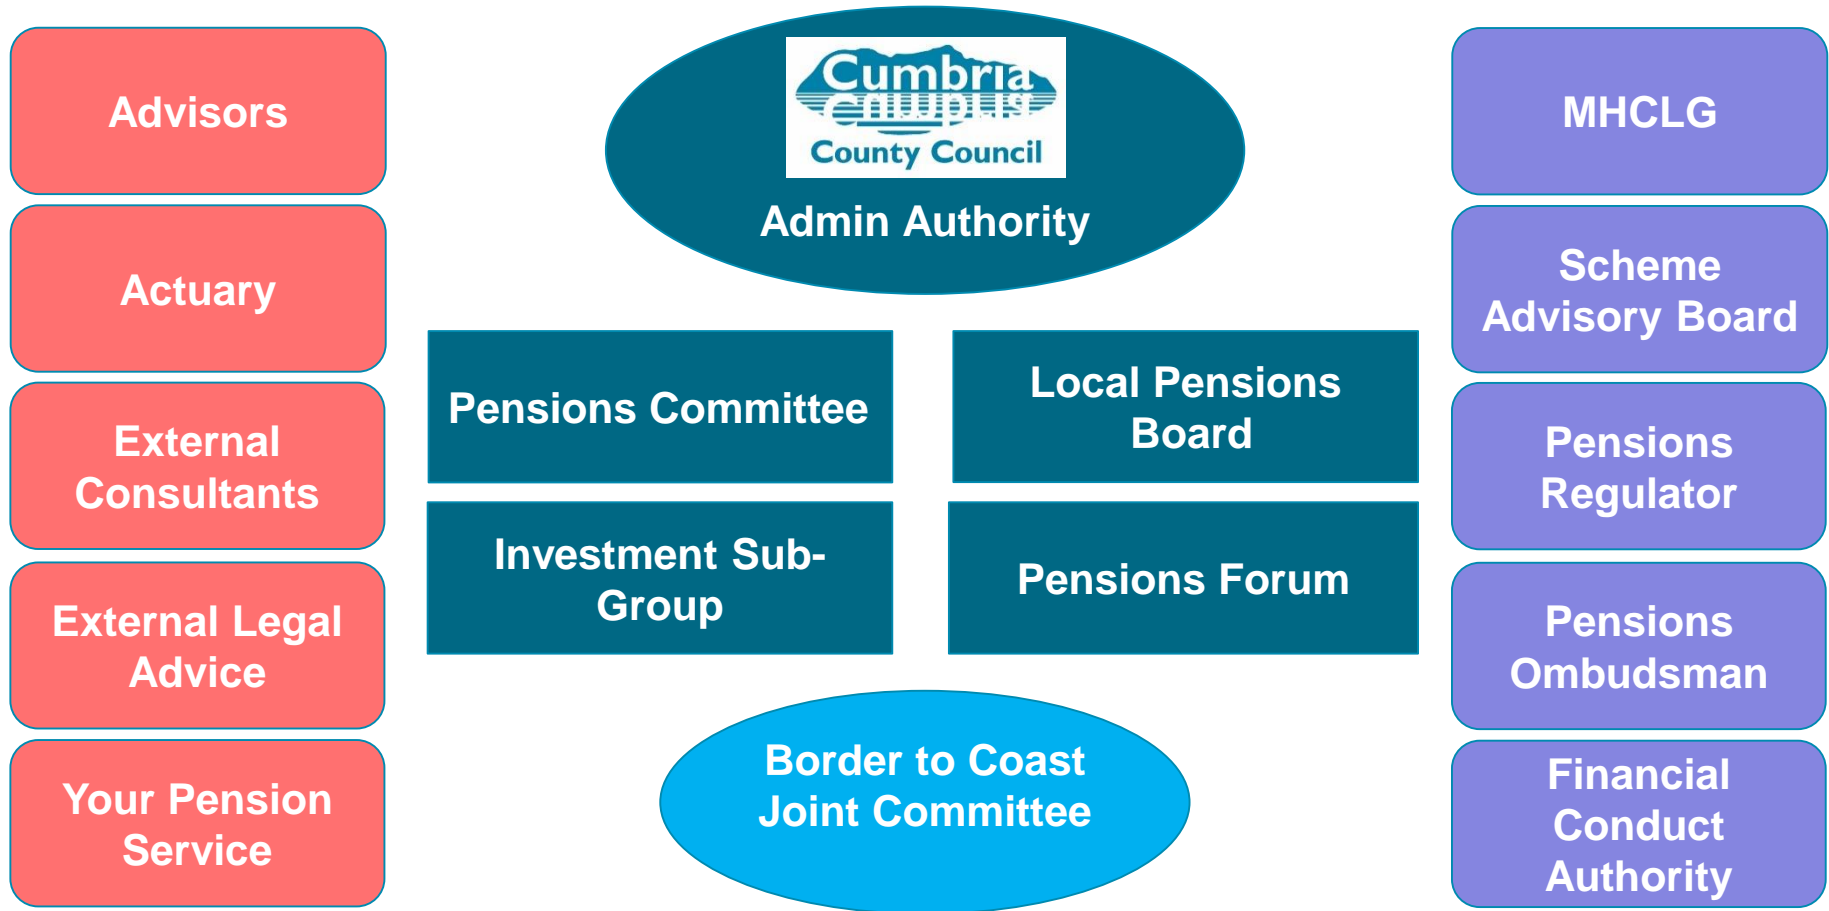 Advisors
Actuary
External
Consultants
External Legal
Advice
Your Pension
Service
Cumbria
County Council
Admin Authority
Pensions Committee
Local Pensions
Board
Investment Sub-
Group
Pensions Forum
Border to Coast
Joint Committee
MHCLG
Scheme
Advisory Board
Pensions
Regulator
Pensions
Ombudsman
Financial
Conduct
Authority